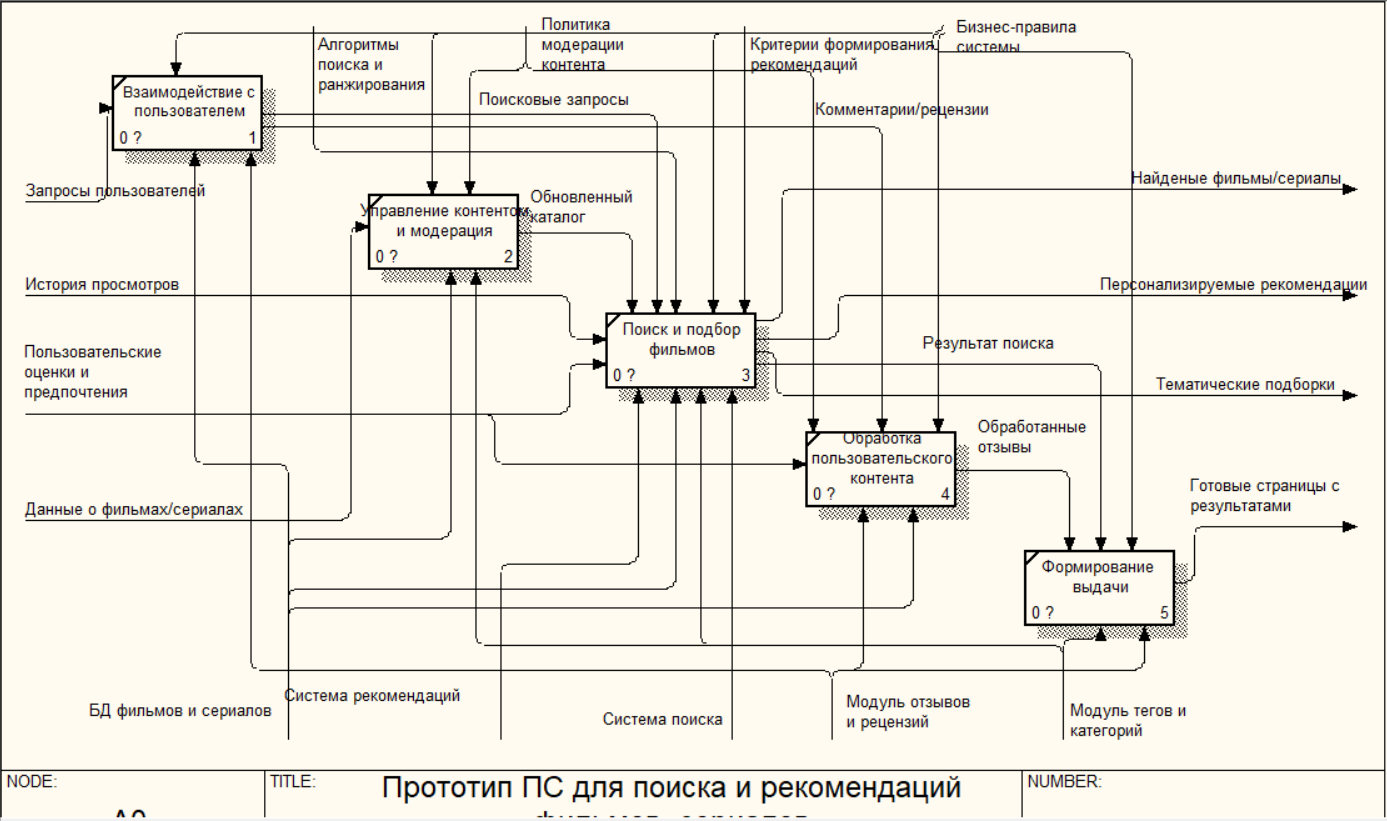 Политика
модерации
контента
Бизнес-правила
системы
Алгоритмы
поиска и
ранжирования
Критерии формирования
рекомендаций
Взаимодействие с
пользователем
0 ?
1
Поисковые запросы
Комментарии/рецензии
Запросы пользователей
Найденые фильмы/сериалы
Обновленный
каталог
Управление контентом
и модерация
0 ?
2
История просмотров
Персонализируемые рекомендации
Поиск и подбор
фильмов
0 ?
3
Результат поиска
Пользовательские
оценки и
предпочтения
Тематические подборки
Обработка
пользовательского
контента
0 ?
4
Обработанные
отзывы
Готовые страницы с
результатами
Данные о фильмах/сериалах
Формирование
выдачи
0 ?
5
Система рекомендаций
БД фильмов и сериалов
Система поиска
Модуль отзывов
и рецензий
Модуль тегов и
категорий
NODE:
TITLE:
Прототип ПС для поиска и рекомендаций
NUMBER: